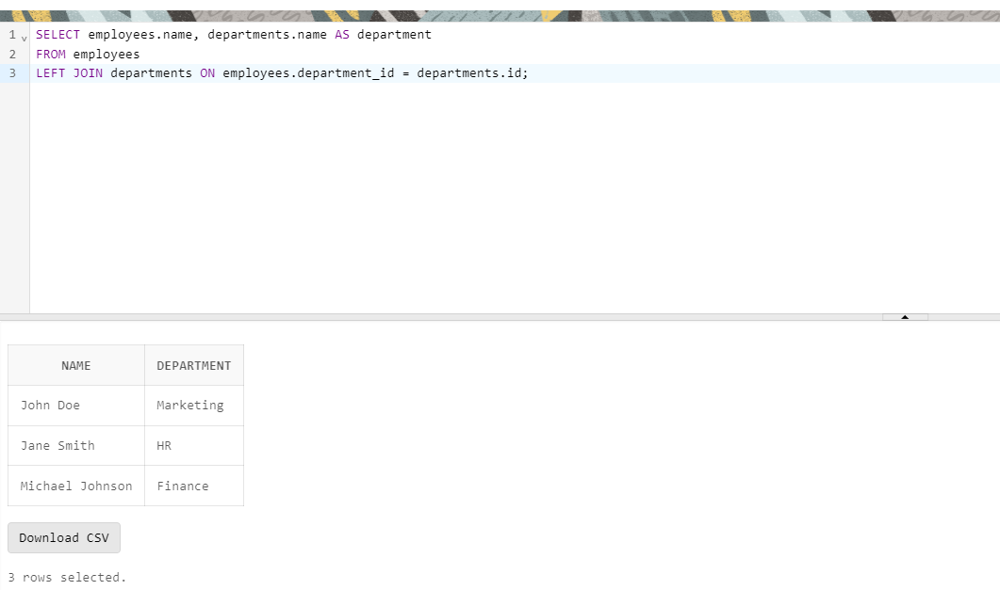 1 SELECT employees.name, departments.name AS department
2 FROM employees
3 LEFT JOIN departments ON employees.department_id = departments.id;
NAME DEPARTMENT
John Doe Marketing
Jane Smith HR
Michael Johnson Finance
Download CSV
3 rows selected.